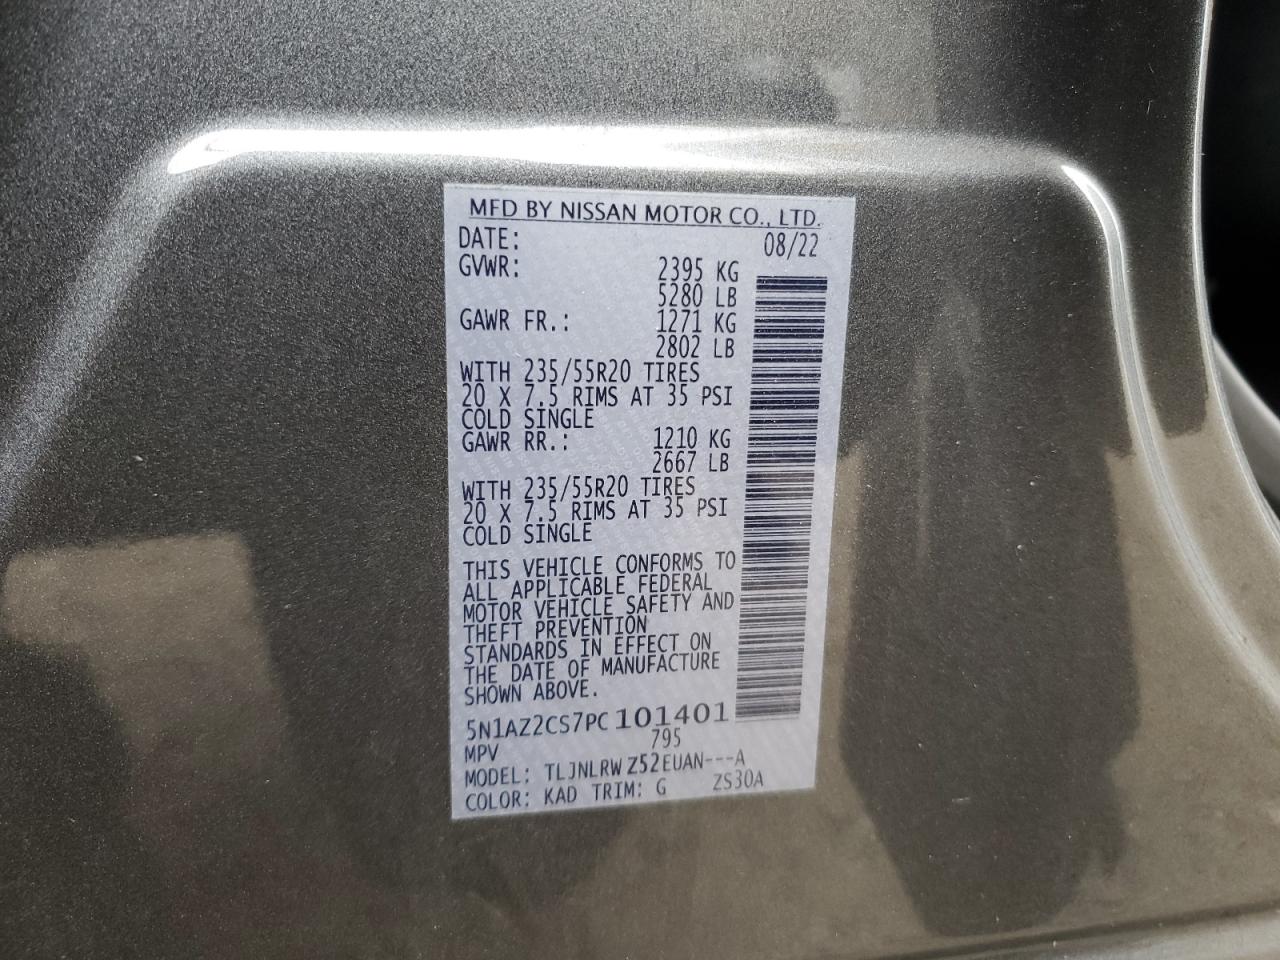 MFD BY NISSAN MOTOR CO., LTD.
DATE: 08/22
GVWR: 2395 KG
5280 LB
GAWR FR.: 1271 KG
2802 LB
WITH 235/55R20 TIRES
20 X 7.5 RIMS AT 35 PSI
COLD SINGLE
GAWR RR.: 1210 KG
2667 LB
WITH 235/55R20 TIRES
20 X 7.5 RIMS AT 35 PSI
COLD SINGLE
THIS VEHICLE CONFORMS TO
ALL APPLICABLE FEDERAL
MOTOR VEHICLE SAFETY AND
THEFT PREVENTION
STANDARDS IN EFFECT ON
THE DATE OF MANUFACTURE
SHOWN ABOVE.
5N1AZ2CS7PC101401
MPV 795
MODEL: TLJNLRW Z52EUAN---A
COLOR: KAD TRIM: G ZS30A